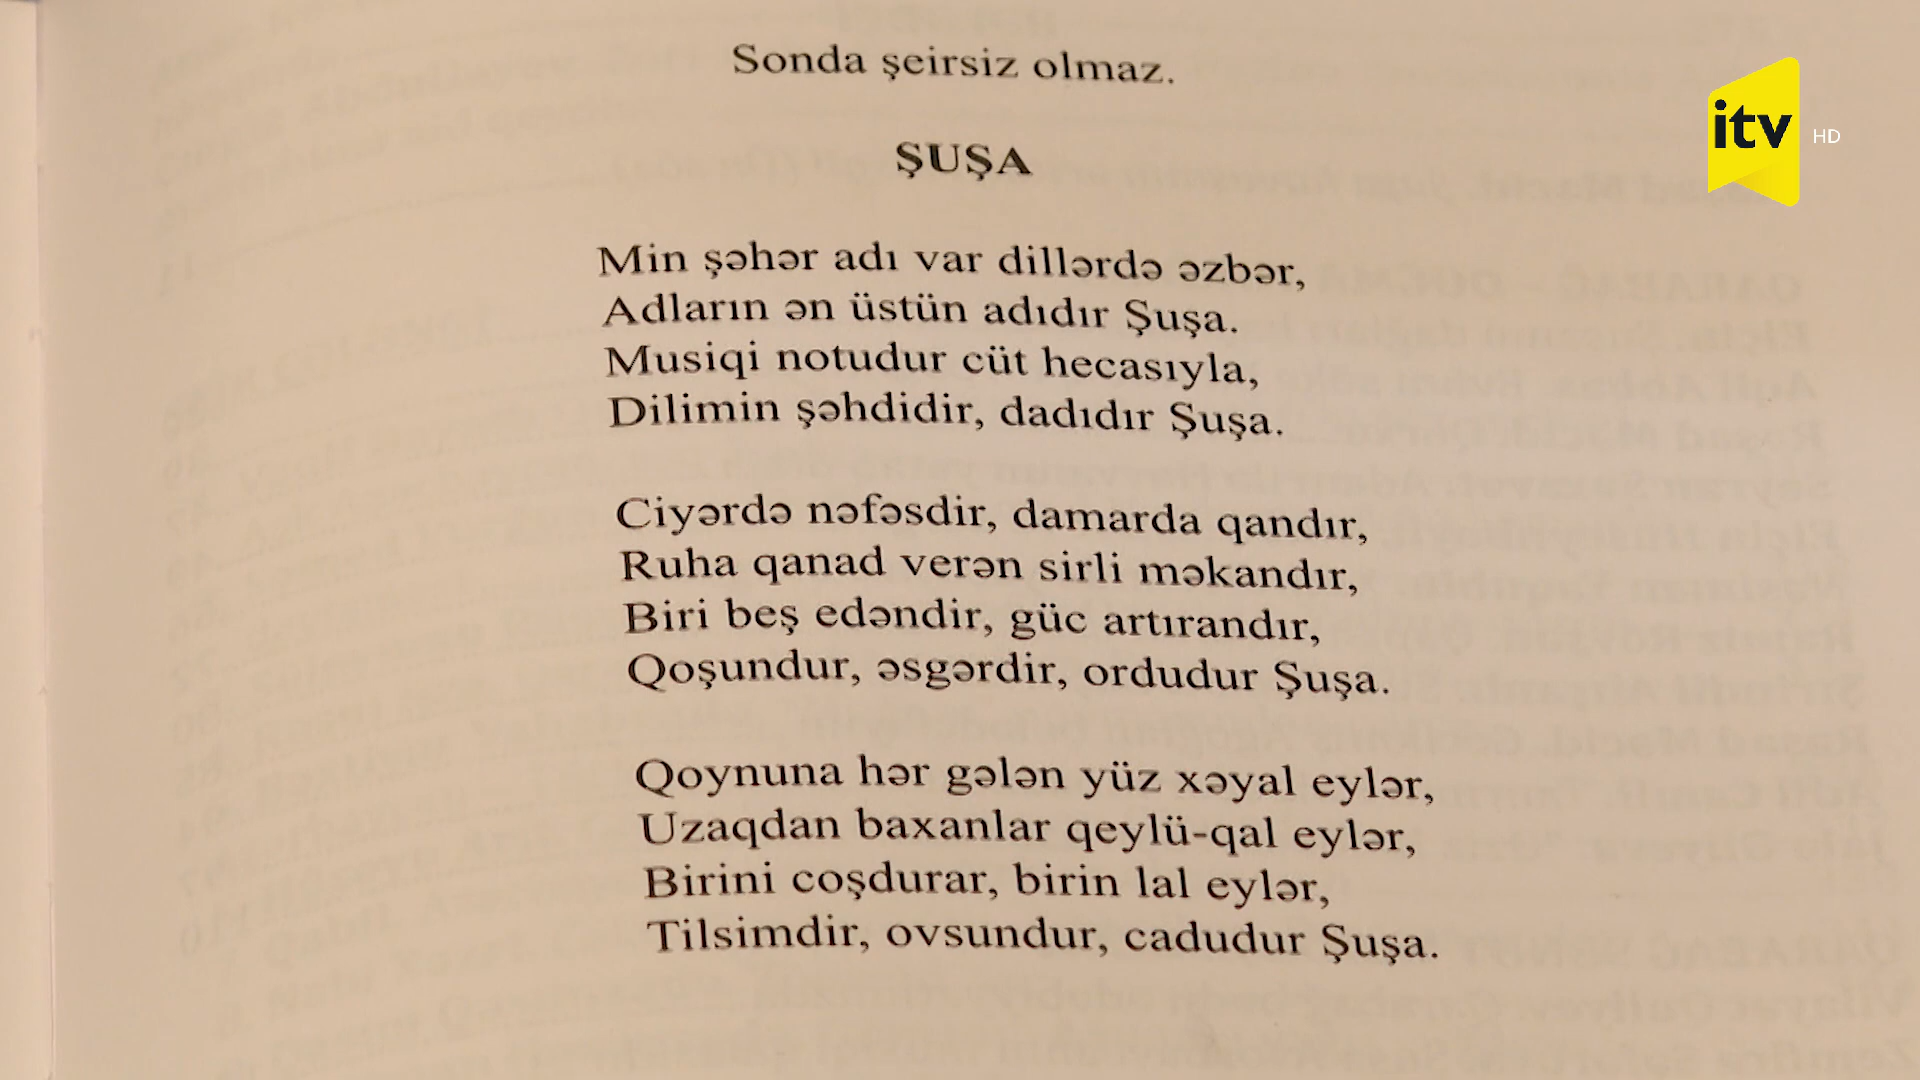 Sonda şeirsiz olmaz.
ŞUŞA
Min şəhər adı var dillərdə əzbər,
Adların ən üstün adıdır Şuşa.
Musiqi notudur cüt hecasıyla,
Dilimin şəhdidir, dadıdır Şuşa.
Ciyərdə nəfəsdir, damarda qandır,
Ruha qanad verən sirli məkandır,
Biri beş edəndir, güc artırandır,
Qoşundur, əsgərdir, ordudur Şuşa.
Qoynuna hər gələn yüz xəyal eylər,
Uzaqdan baxanlar qeylü-qal eylər,
Birini coşdurar, birin lal eylər,
Tilsimdir, ovsundur, cadudur Şuşa.
itv HD